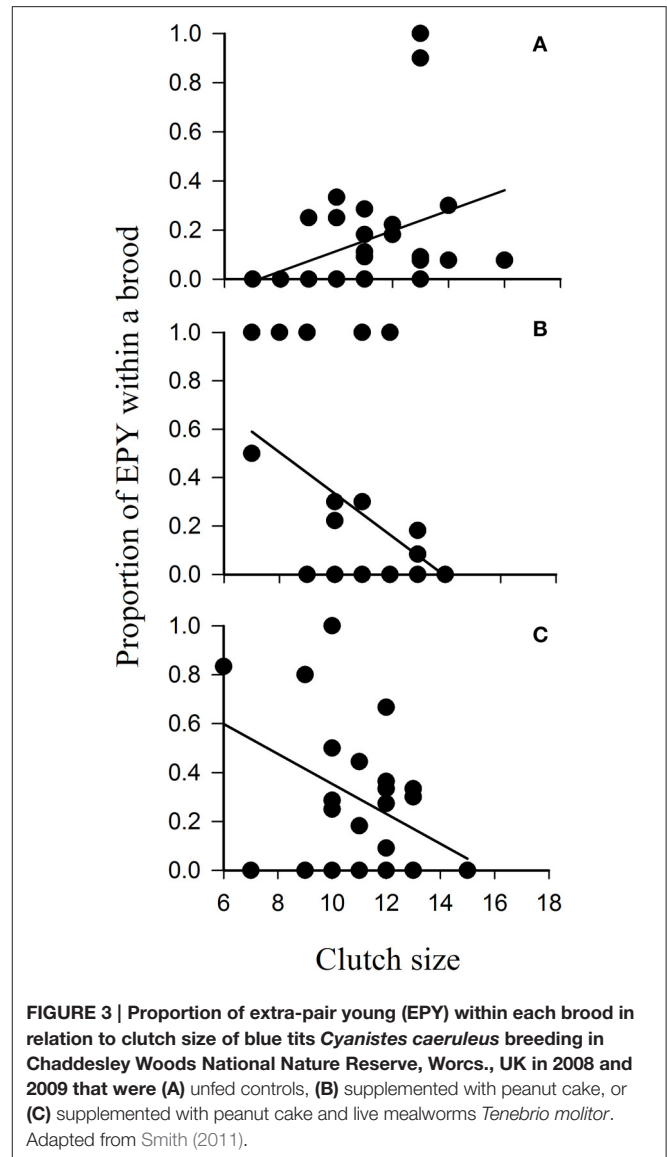 1.0
A
0.8
0.6
0.4
0.2
0.0
1.0
B
0.8
0.6
0.4
0.2
0.0
Proportion of EPY within a brood
1.0
C
0.8
0.6
0.4
0.2
0.0
6 8 10 12 14 16 18
Clutch size
FIGURE 3 | Proportion of extra-pair young (EPY) within each brood in
relation to clutch size of blue tits Cyanistes caeruleus breeding in
Chaddesley Woods National Nature Reserve, Worcs., UK in 2008 and
2009 that were (A) unfed controls, (B) supplemented with peanut cake, or
(C) supplemented with peanut cake and live mealworms Tenebrio molitor.
Adapted from Smith (2011).